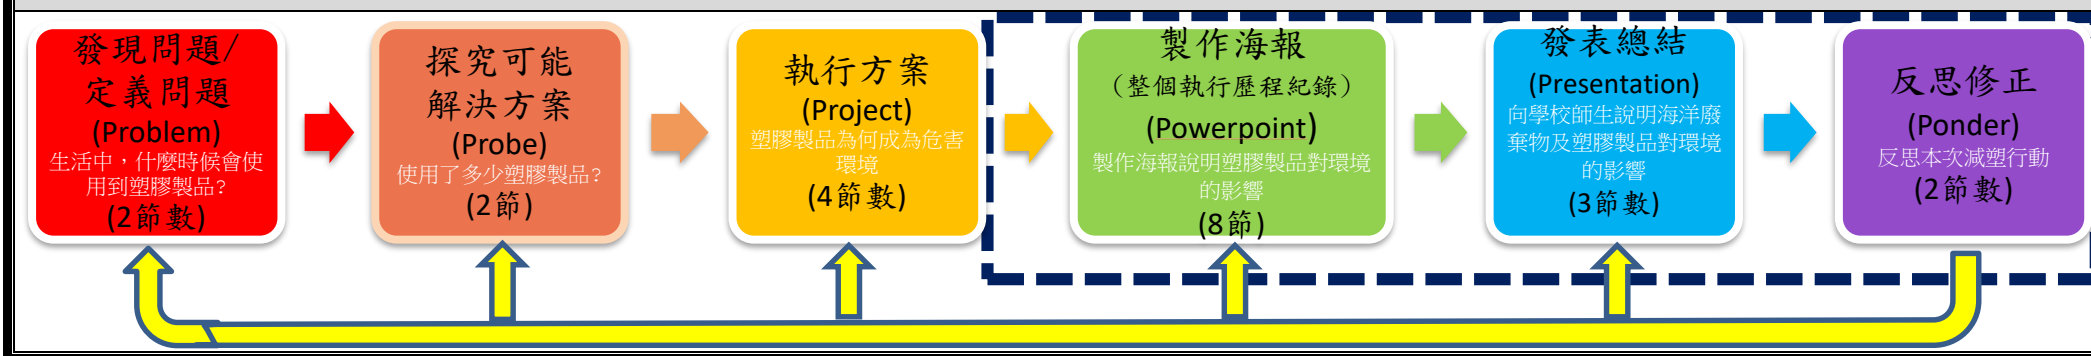 發現問題/
定義問題
(Problem)
生活中，什麼時候會使
用到塑膠製品?
(2節數)
探究可能
解決方案
(Probe)
使用了多少塑膠製品?
(2節)
執行方案
(Project)
塑膠製品為何成為危害
環境
(4節數)
製作海報
（整個執行歷程紀錄）
(Powerpoint)
製作海報說明塑膠製品對環境
的影響
(8節)
發表總結
(Presentation)
向學校師生說明海洋廢
棄物及塑膠製品對環境
的影響
(3節數)
反思修正
(Ponder)
反思本次減塑行動
(2節數)